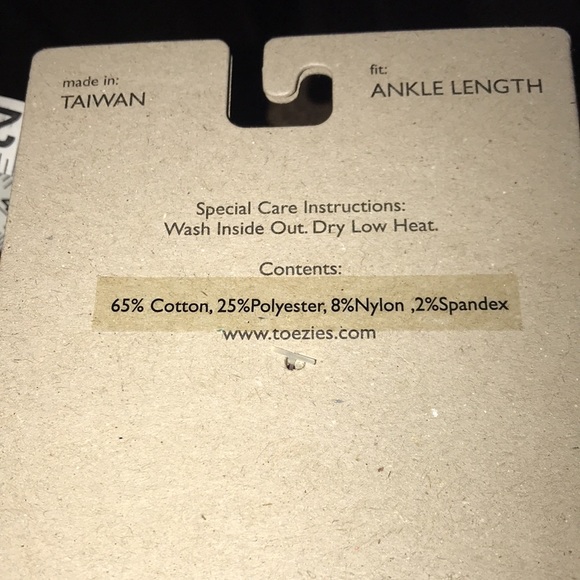 made in:
TAIWAN
fit:
ANKLE LENGTH
Special Care Instructions:
Wash Inside Out. Dry Low Heat.
Contents:
65% Cotton, 25%Polyester, 8%Nylon ,2%Spandex
www.toezies.com